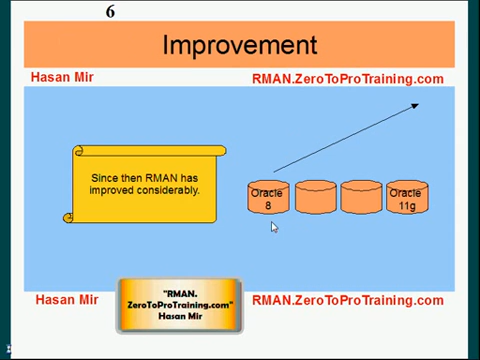 6
Improvement
Hasan Mir
RMAN.ZeroToProTraining.com
Since then RMAN has
improved considerably.
Oracle
8
Oracle
11g
Hasan Mir
"RMAN.
ZeroToProTraining.com"
Hasan Mir
RMAN.ZeroToProTraining.com